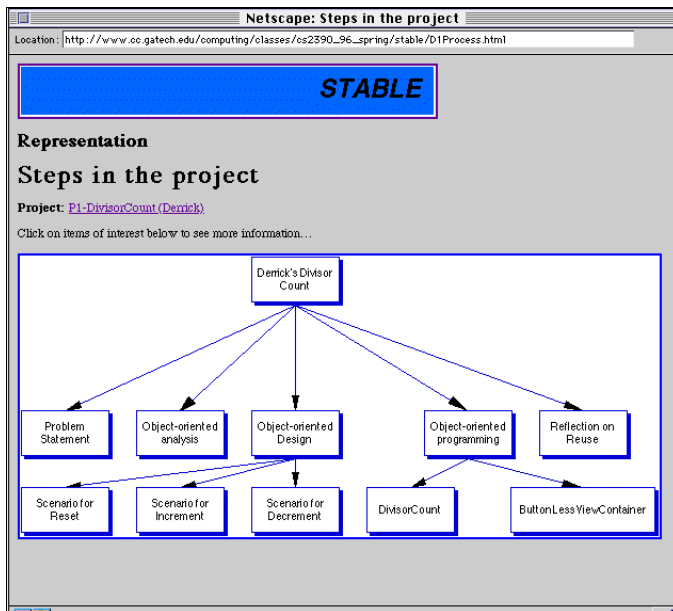 Netscape: Steps in the project
Location: http://www.cc.gatech.edu/computing/classes/cs2390_96_spring/stable/D1Process.html
STABLE
Representation
Steps in the project
Project: P1-DivisorCount (Derrick)
Click on items of interest below to see more information...
Derrick's Divisor
Count
Problem
Statement
Object-oriented
analysis
Object-oriented
Design
Object-oriented
programming
Reflection on
Reuse
Scenario for
Reset
Scenario for
Increment
Scenario for
Decrement
DivisorCount
ButtonLessViewContainer